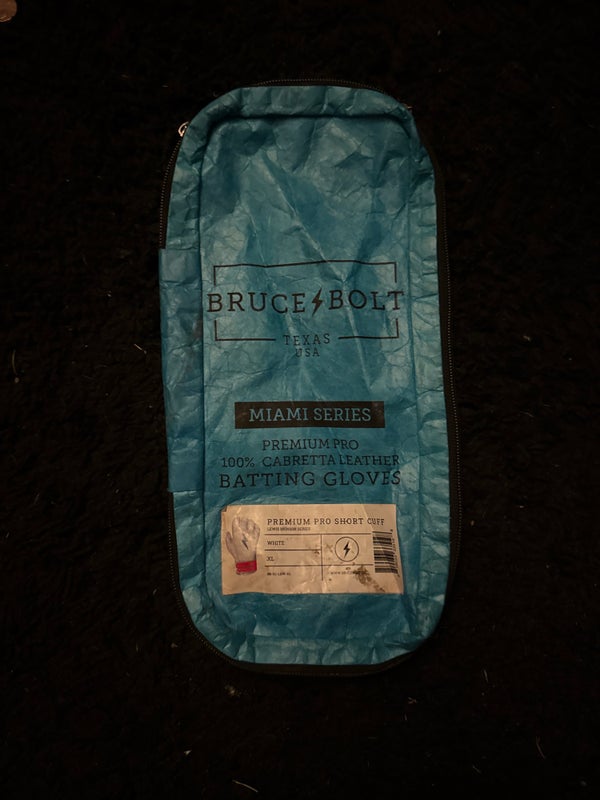 BRUCE BOLT
TEXAS
USA
MIAMI SERIES
PREMIUM PRO
100% CABRETTA LEATHER
BATTING GLOVES
PREMIUM PRO SHORT CUFF
WHITE
XL